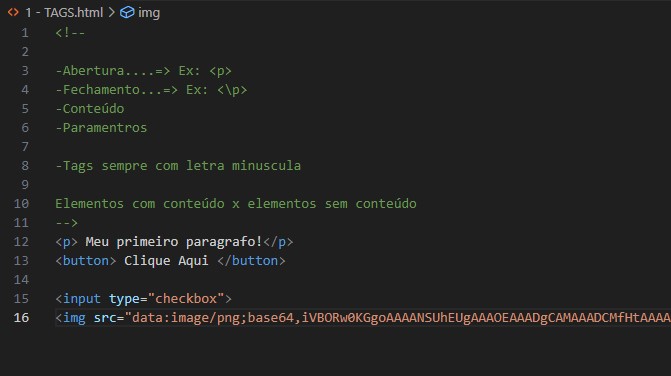 <> 1 - TAGS.html > img
1 <!--
2
3 -Abertura....=> Ex: <p>
4 -Fechamento...=> Ex: <\p>
5 -Conteúdo
6 -Paramentros
7
8 -Tags sempre com letra minuscula
9
10 Elementos com conteúdo x elementos sem conteúdo
11 -->
12 <p> Meu primeiro paragrafo!</p>
13 <button> Clique Aqui </button>
14
15 <input type="checkbox">
16 <img src="data:image/png;base64,iVBORw0KGgoAAAANSUhEUgAAAOEAAADgCAMAAADCMfHtAAAA